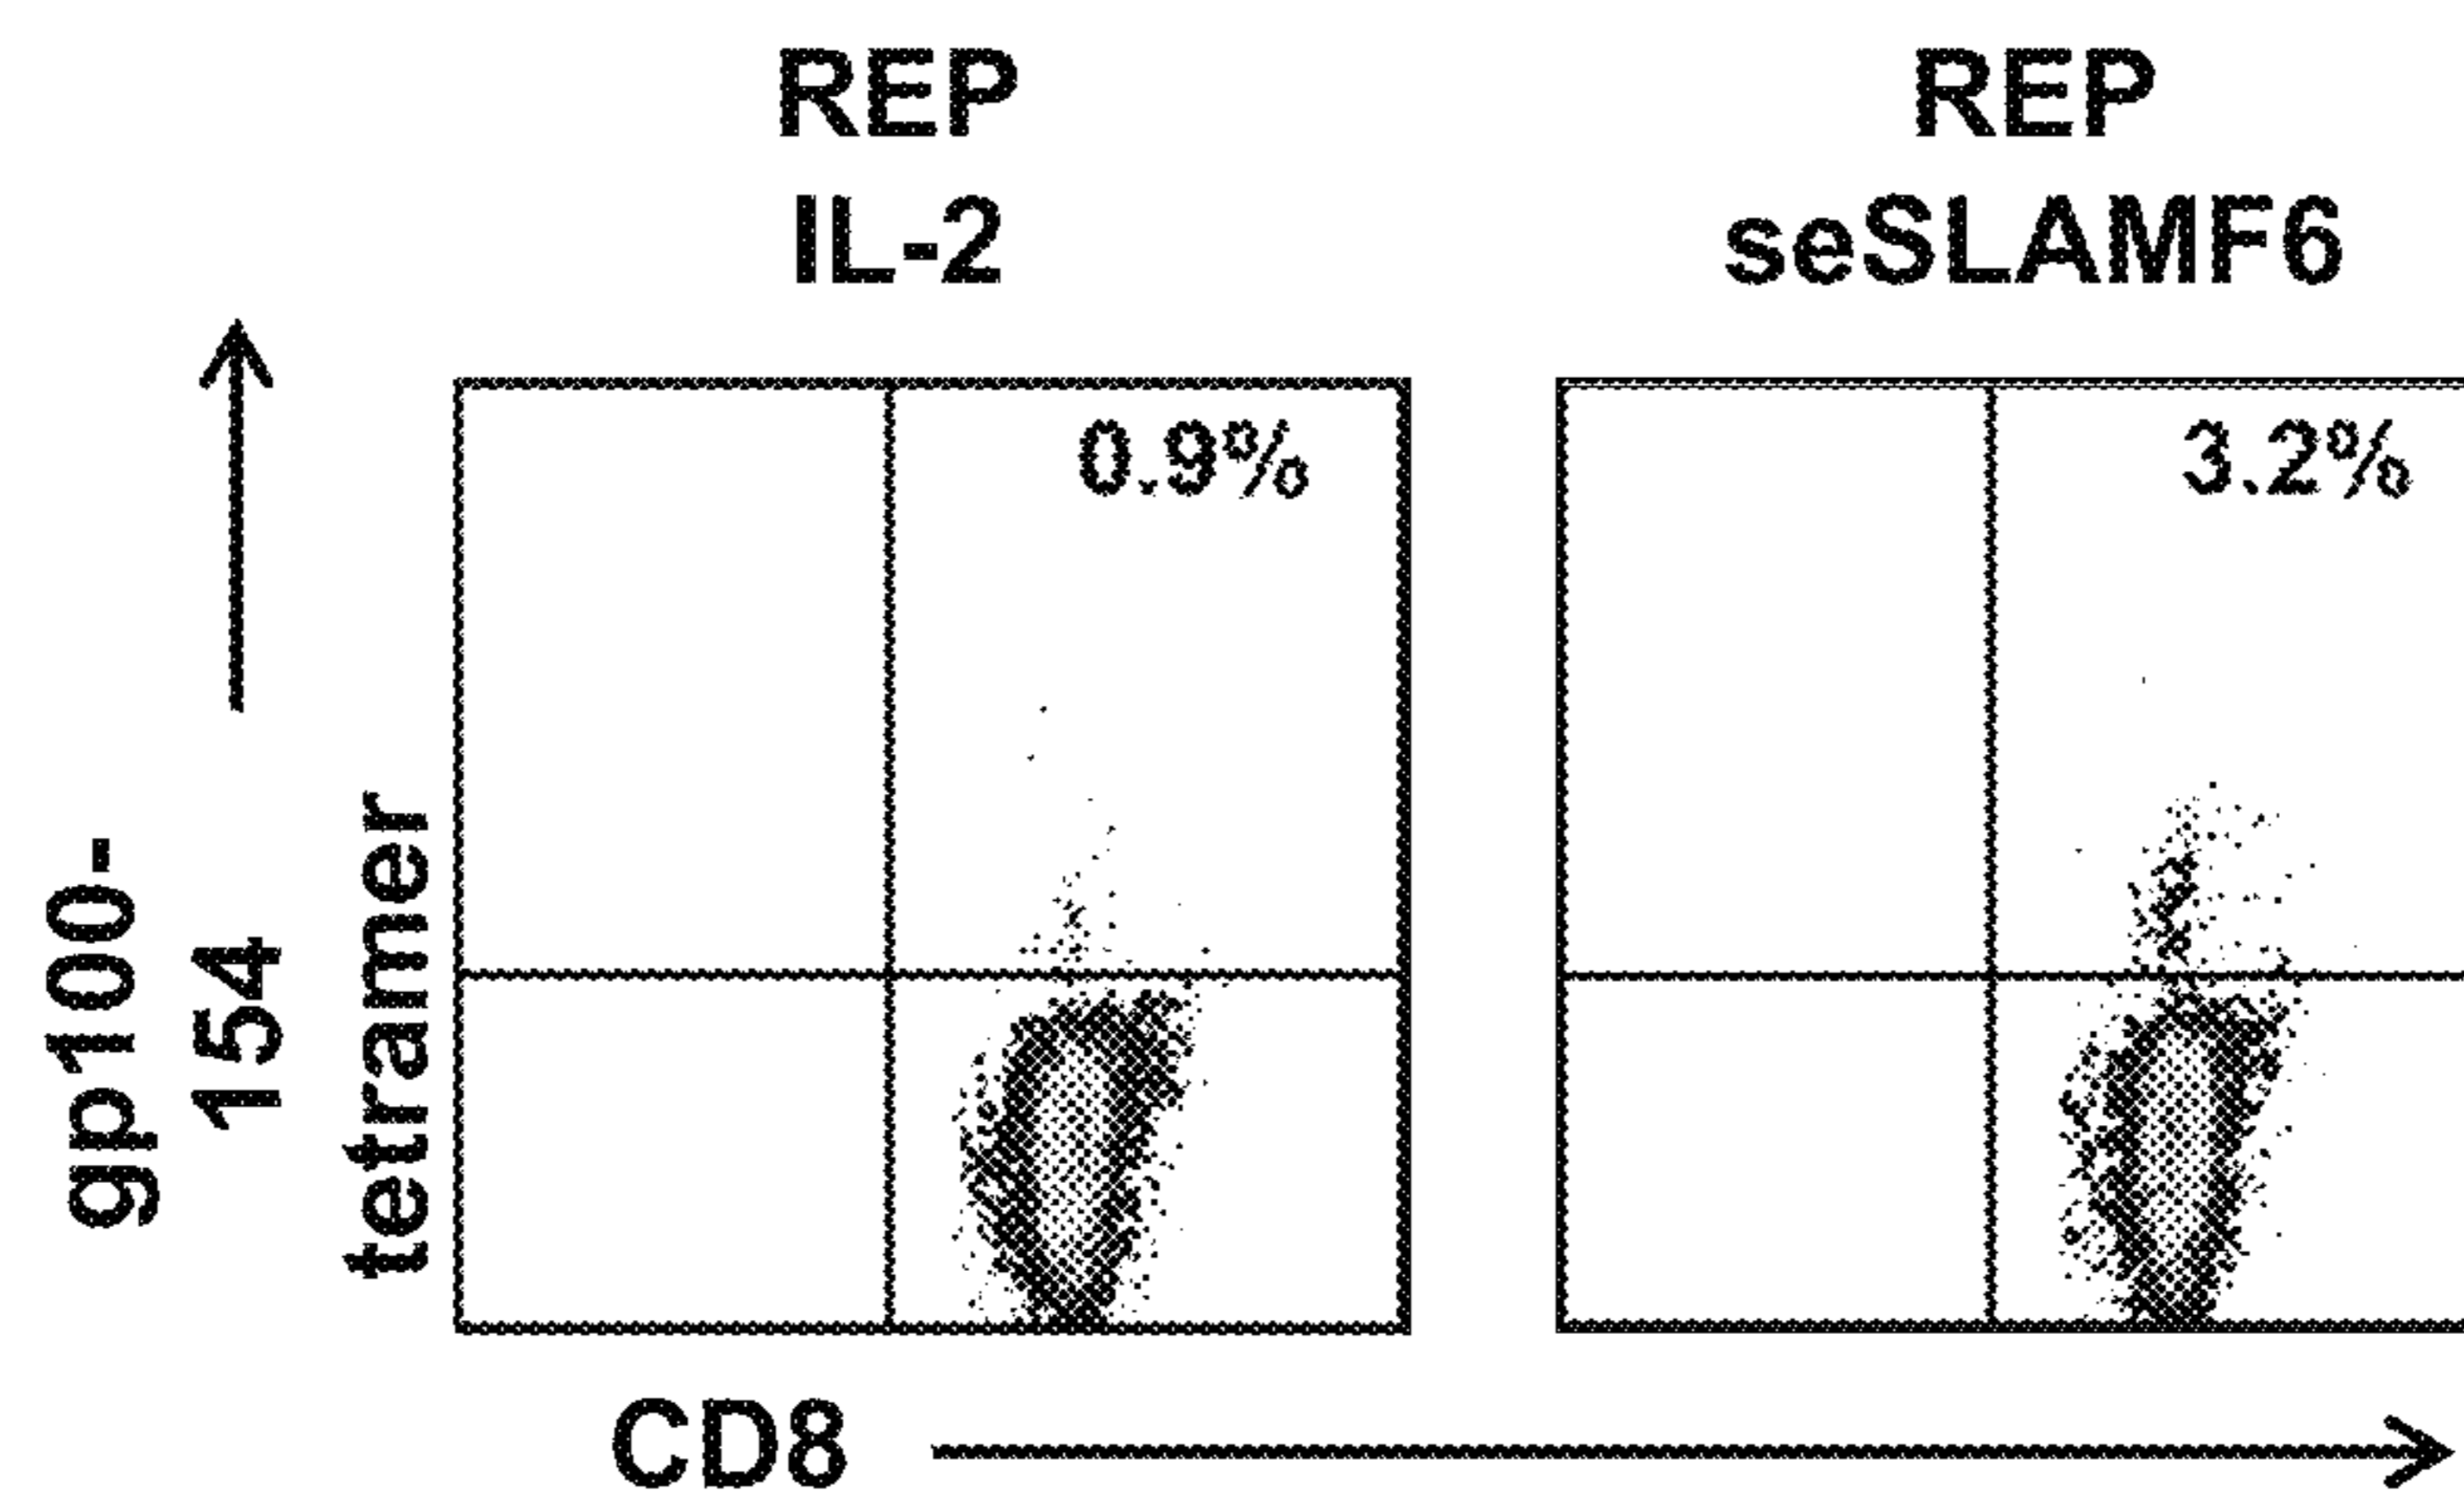 REP
IL-2
REP
seSLAMF6
0.9%
3.2%
gp100-
154
tetramer
CD8